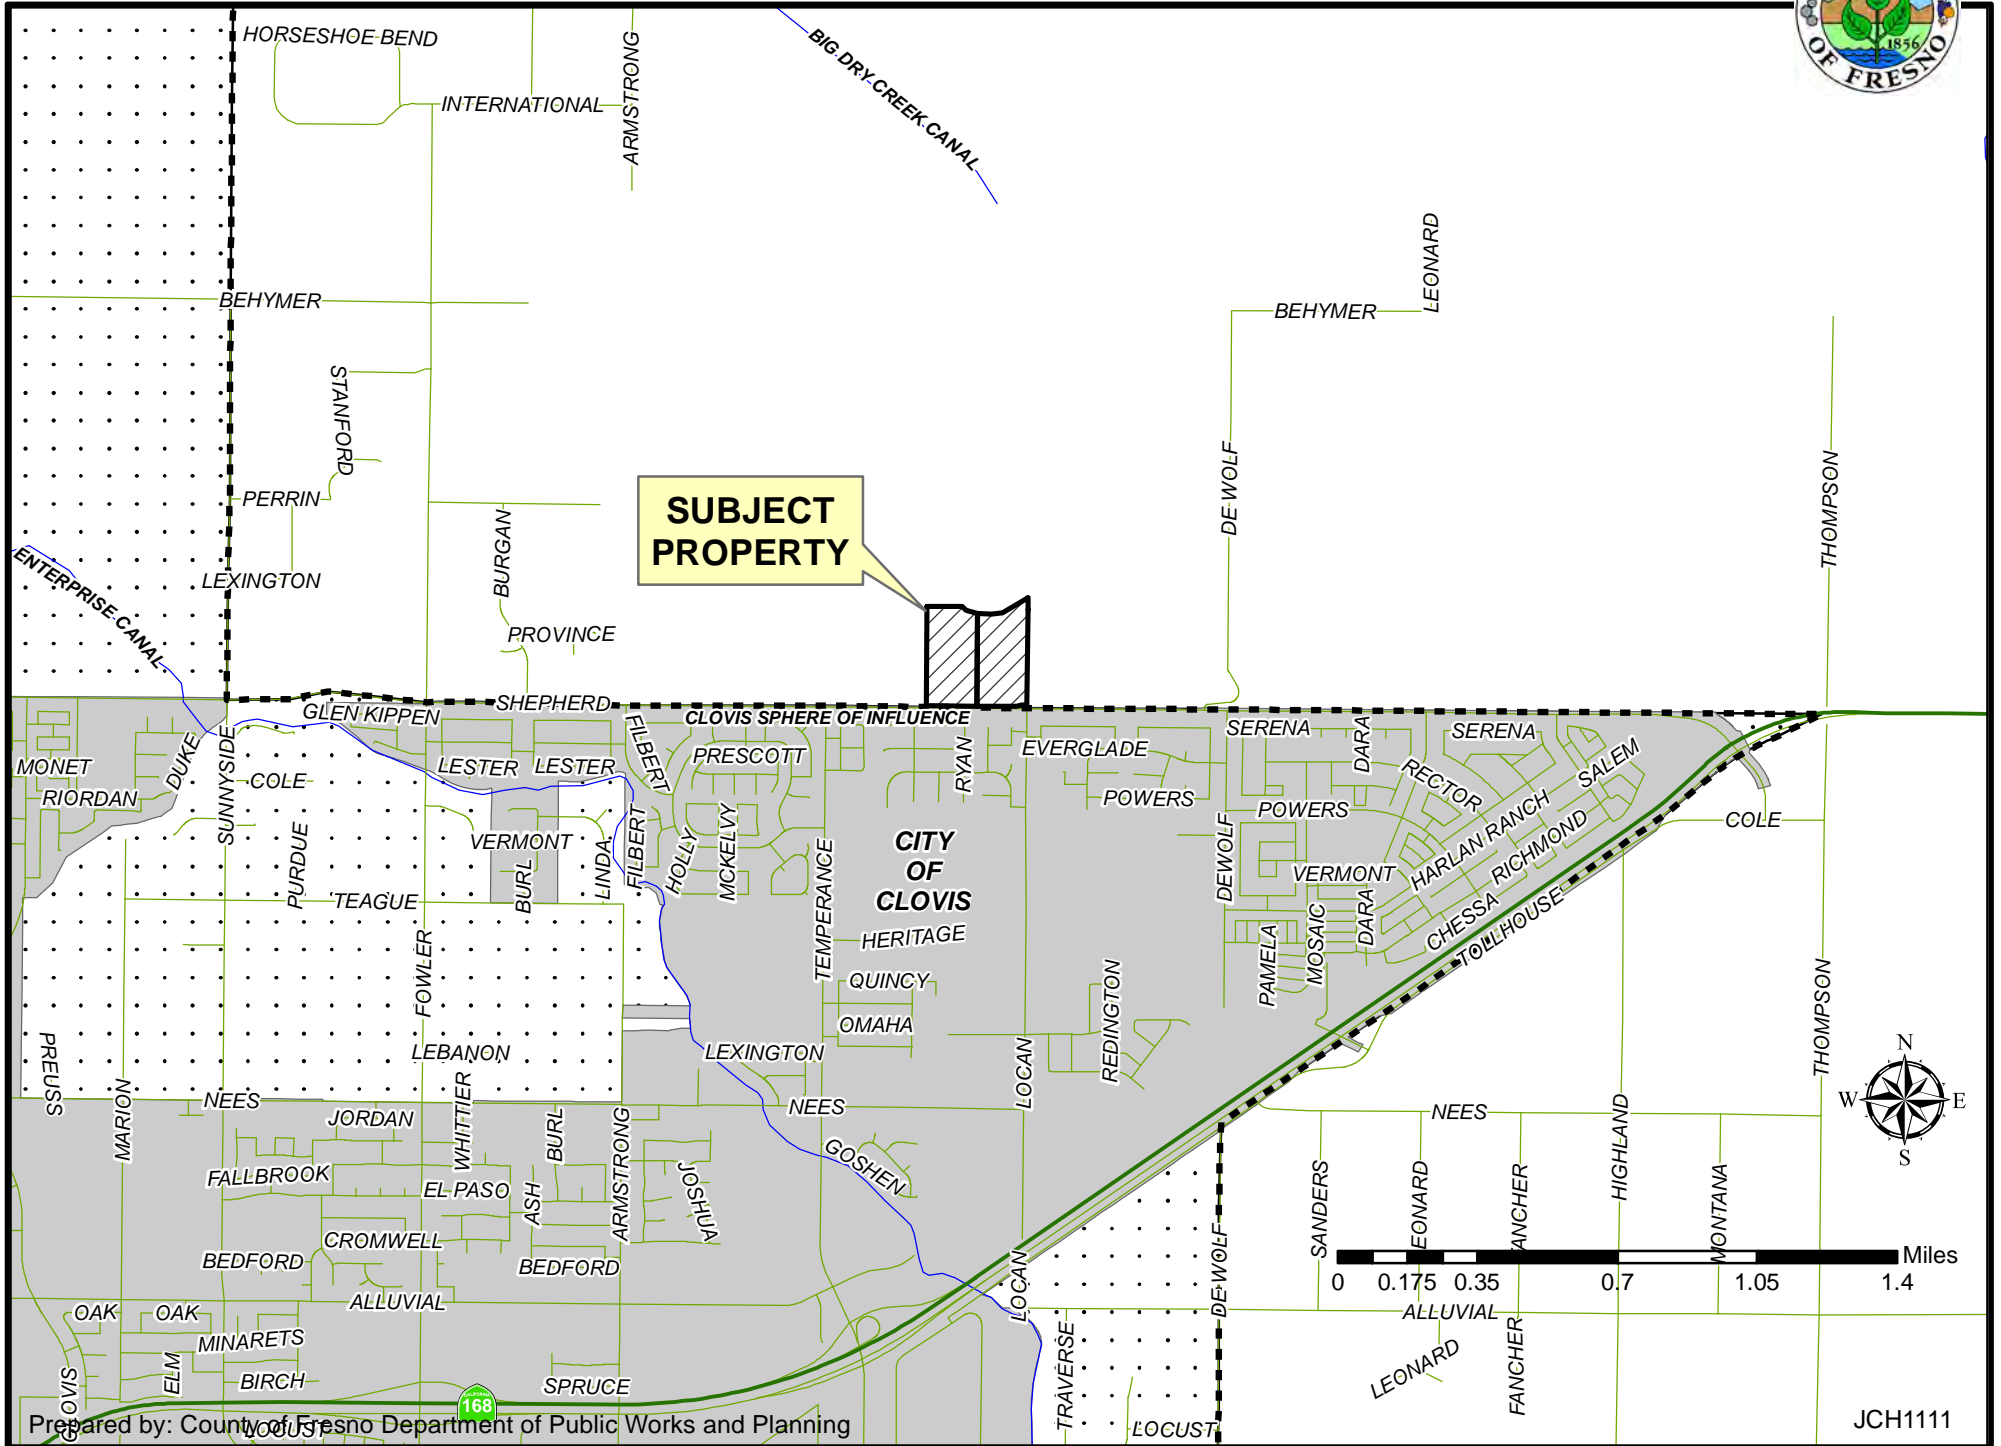 1856
OF FRESNO
HORSESHOE BEND
INTERNATIONAL
ARMSTRONG
BIG DRY CREEK CANAL
BEHYMER
BEHYMER
LEONARD
STANFORD
PERRIN
LEXINGTON
ENTERPRISE CANAL
BURGAN
PROVINCE
SUBJECT
PROPERTY
DE WOLF
THOMPSON
SHEPHERD
GLEN KIPPEN
CLOVIS SPHERE OF INFLUENCE
FILBERT
PRESCOTT
RYAN
EVERGLADE
SERENA
DARA
SERENA
SALEM
MONET
DUKE
SUNNYSIDE
COLE
LESTER
LESTER
RIORDAN
POWERS
POWERS
RECTOR
HARLAN RANCH
RICHMOND
COLE
PURDUE
VERMONT
BURL
LINDA
FILBERT
HOLLY
MCKELVY
TEMPERANCE
CITY
OF
CLOVIS
DEWOLF
VERMONT
TEAGUE
HERITAGE
PAMELA
MOSAIC
DARA
CHESSA
TOLLHOUSE
FOWLER
QUINCY
OMAHA
REDINGTON
THOMPSON
PREUSS
LEBANON
LEXINGTON
LOCAN
N
W
E
S
MARION
NEES
JORDAN
WHITTIER
BURL
ARMSTRONG
NEES
NEES
HIGHLAND
FALLBROOK
EL PASO
ASH
JOSHUA
GOSHEN
SANDERS
LEONARD
FANCHER
MONTANA
CROMWELL
BEDFORD
BEDFORD
LOCAN
DE WOLF
Miles
0 0.175 0.35 0.7 1.05 1.4
ALLUVIAL
ALLUVIAL
OAK
OAK
MINARETS
TRAVERSE
LEONARD
FANCHER
CLOVIS
ELM
BIRCH
SPRUCE
CALIFORNIA
168
LOCUST
LOCUST
Prepared by: County of Fresno Department of Public Works and Planning
JCH1111